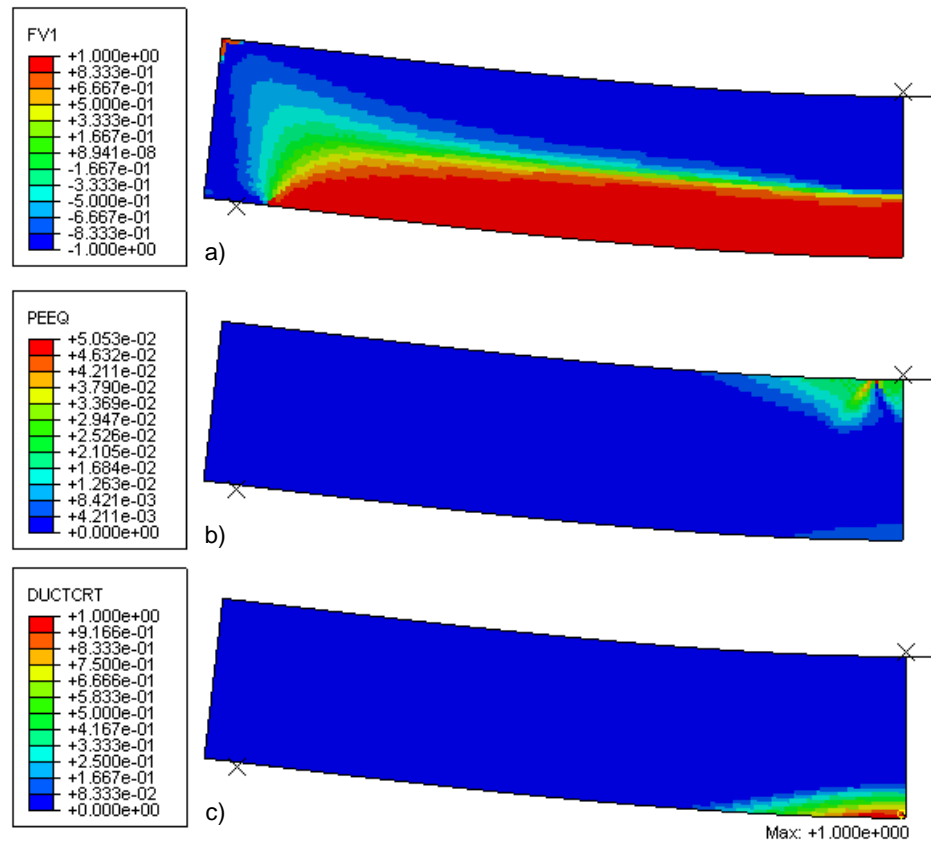 FV1
+1.000e+00
+8.333e-01
+6.667e-01
+5.000e-01
+3.333e-01
+1.667e-01
+8.941e-08
-1.667e-01
-3.333e-01
-5.000e-01
-6.667e-01
-8.333e-01
-1.000e+00
a)
PEEQ
+5.053e-02
+4.632e-02
+4.211e-02
+3.790e-02
+3.369e-02
+2.947e-02
+2.526e-02
+2.105e-02
+1.684e-02
+1.263e-02
+8.421e-03
+4.211e-03
+0.000e+00
b)
DUCTCRT
+1.000e+00
+9.166e-01
+8.333e-01
+7.500e-01
+6.666e-01
+5.833e-01
+5.000e-01
+4.167e-01
+3.333e-01
+2.500e-01
+1.667e-01
+8.333e-02
+0.000e+00
c)
Max: +1.000e+000